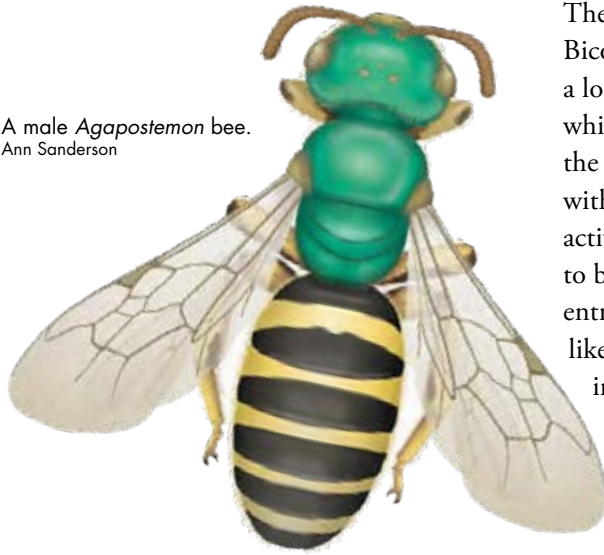 A male Agapostemon bee.
Ann Sanderson
The
Bico
a lo
whi
the
with
acti
to b
entr
like
in